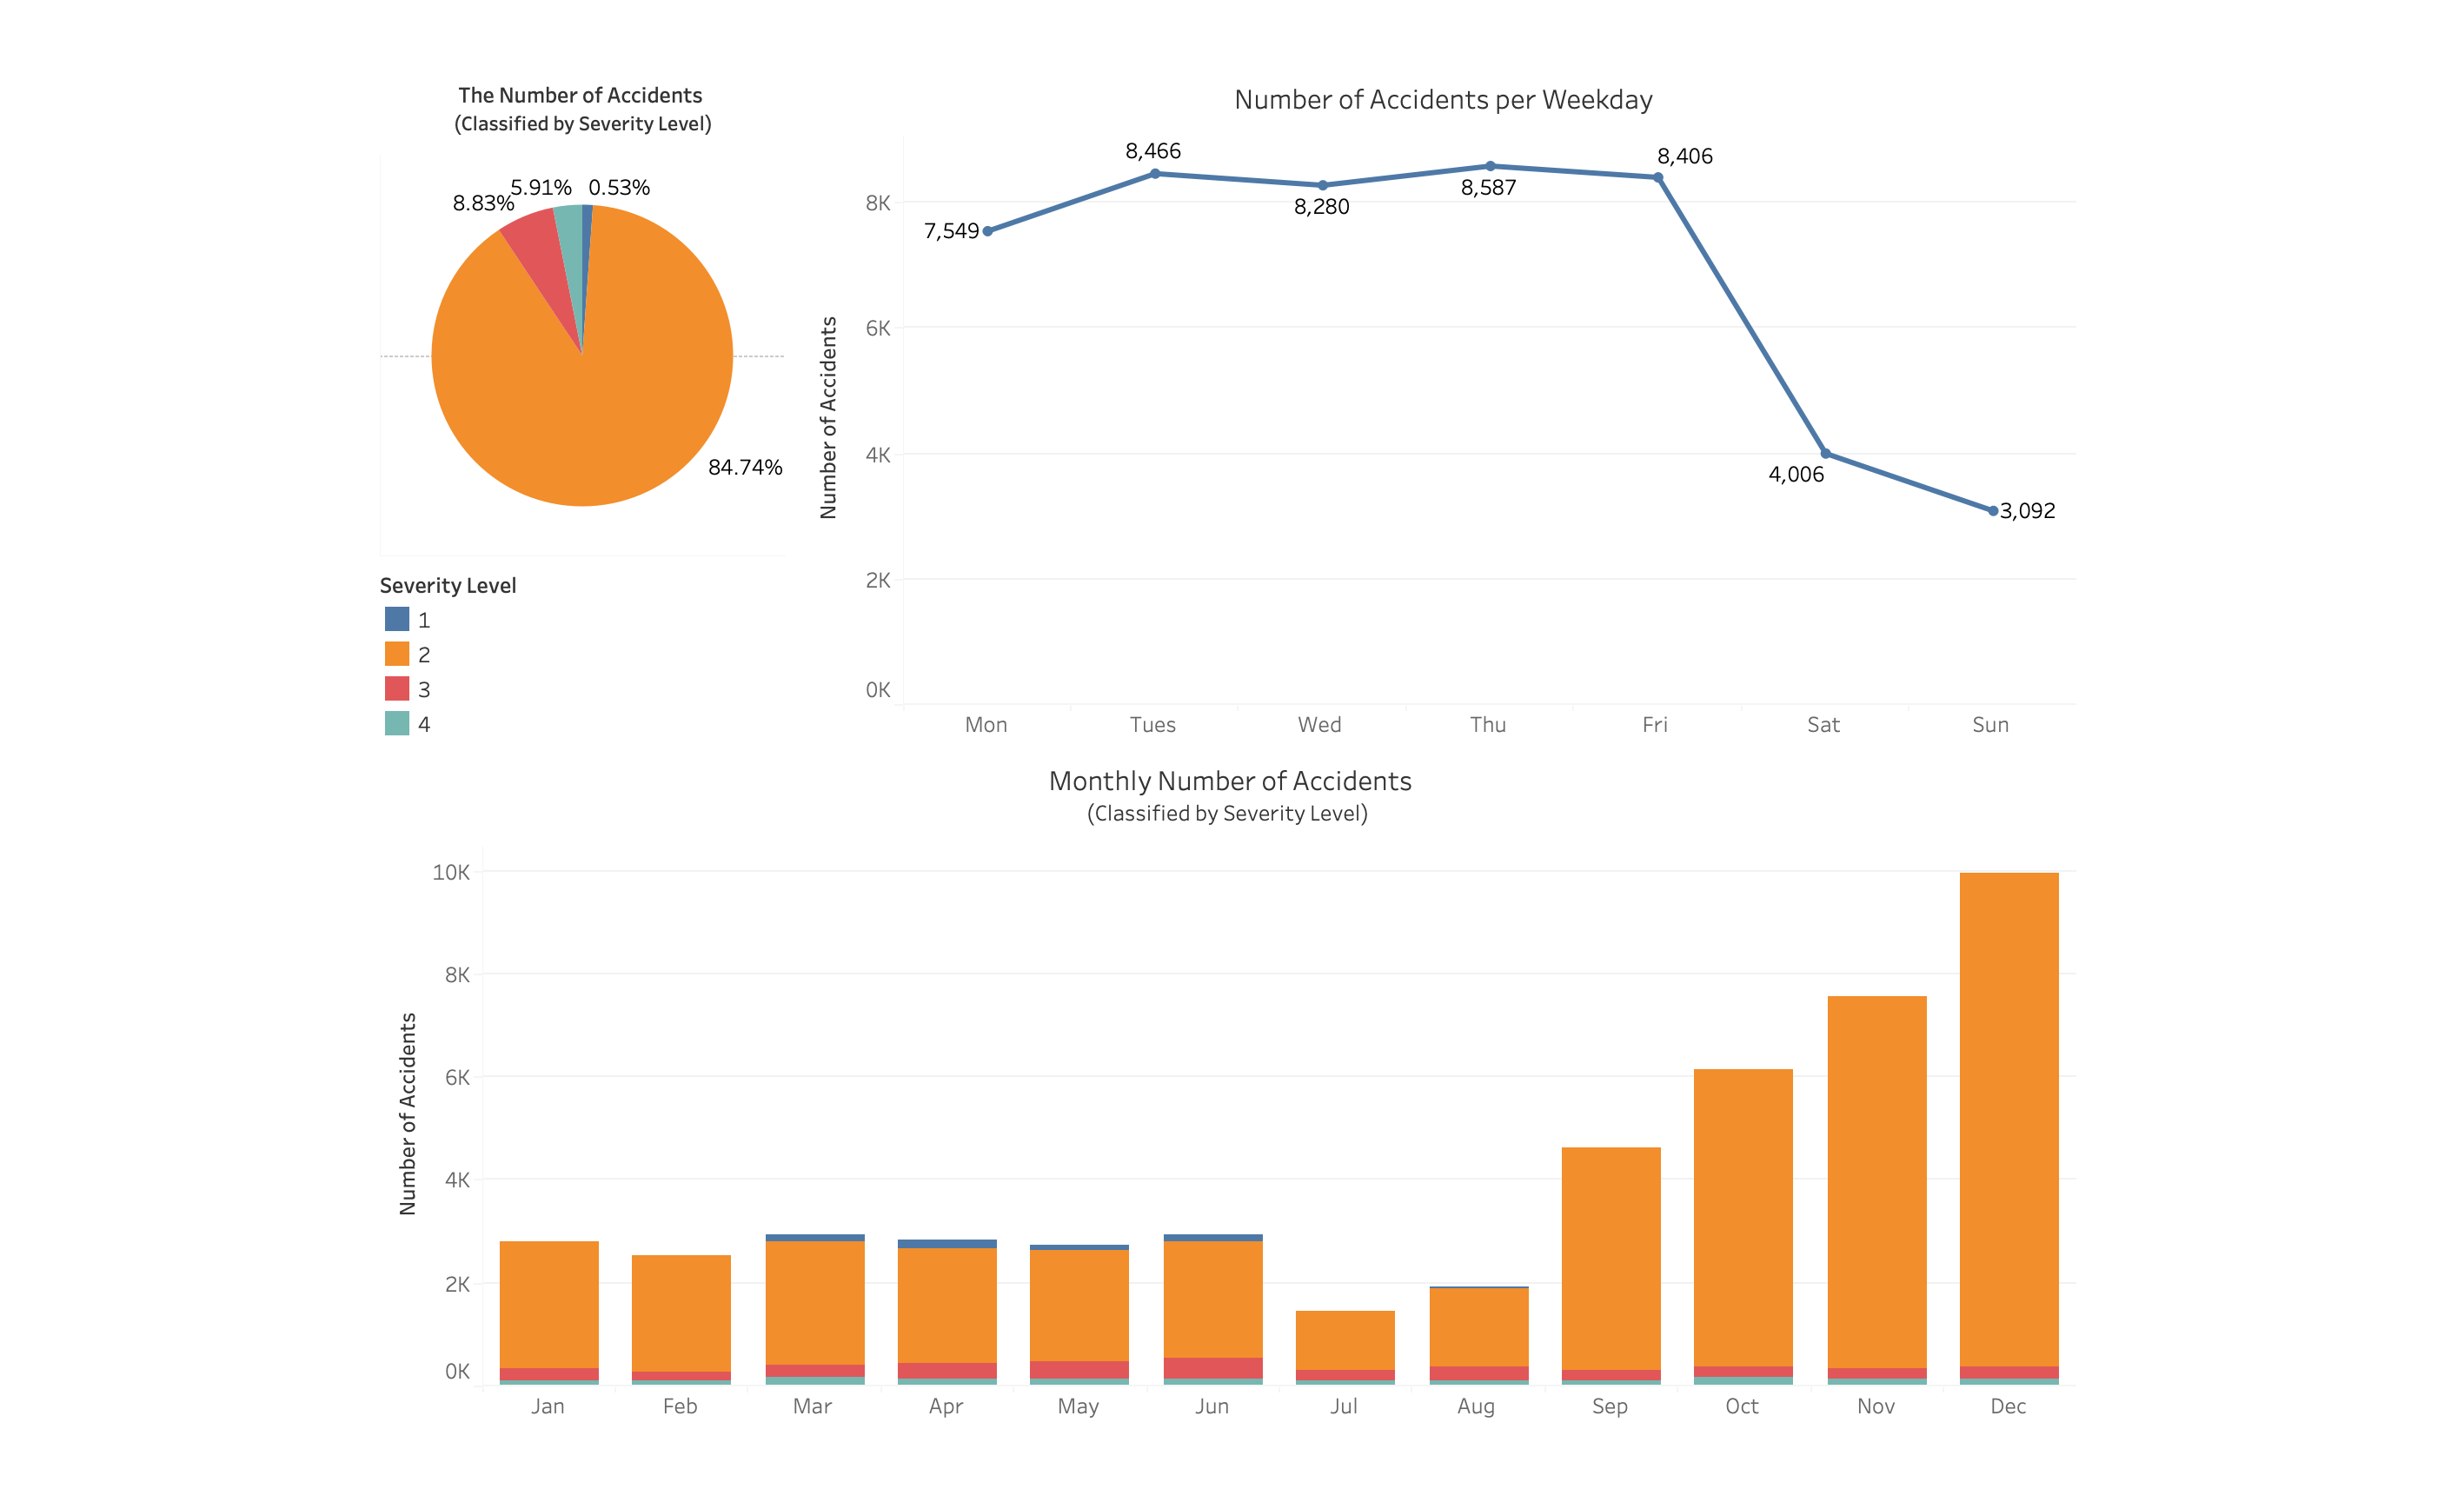 The Number of Accidents
(Classified by Severity Level)
8.83%
5.91%
0.53%
84.74%
Severity Level
1
2
3
4
Number of Accidents per Weekday
Number of Accidents
8K
6K
4K
2K
0K
7,549
8,466
8,280
8,587
8,406
4,006
3,092
Mon
Tues
Wed
Thu
Fri
Sat
Sun
Monthly Number of Accidents
(Classified by Severity Level)
Number of Accidents
10K
8K
6K
4K
2K
0K
Jan
Feb
Mar
Apr
May
Jun
Jul
Aug
Sep
Oct
Nov
Dec